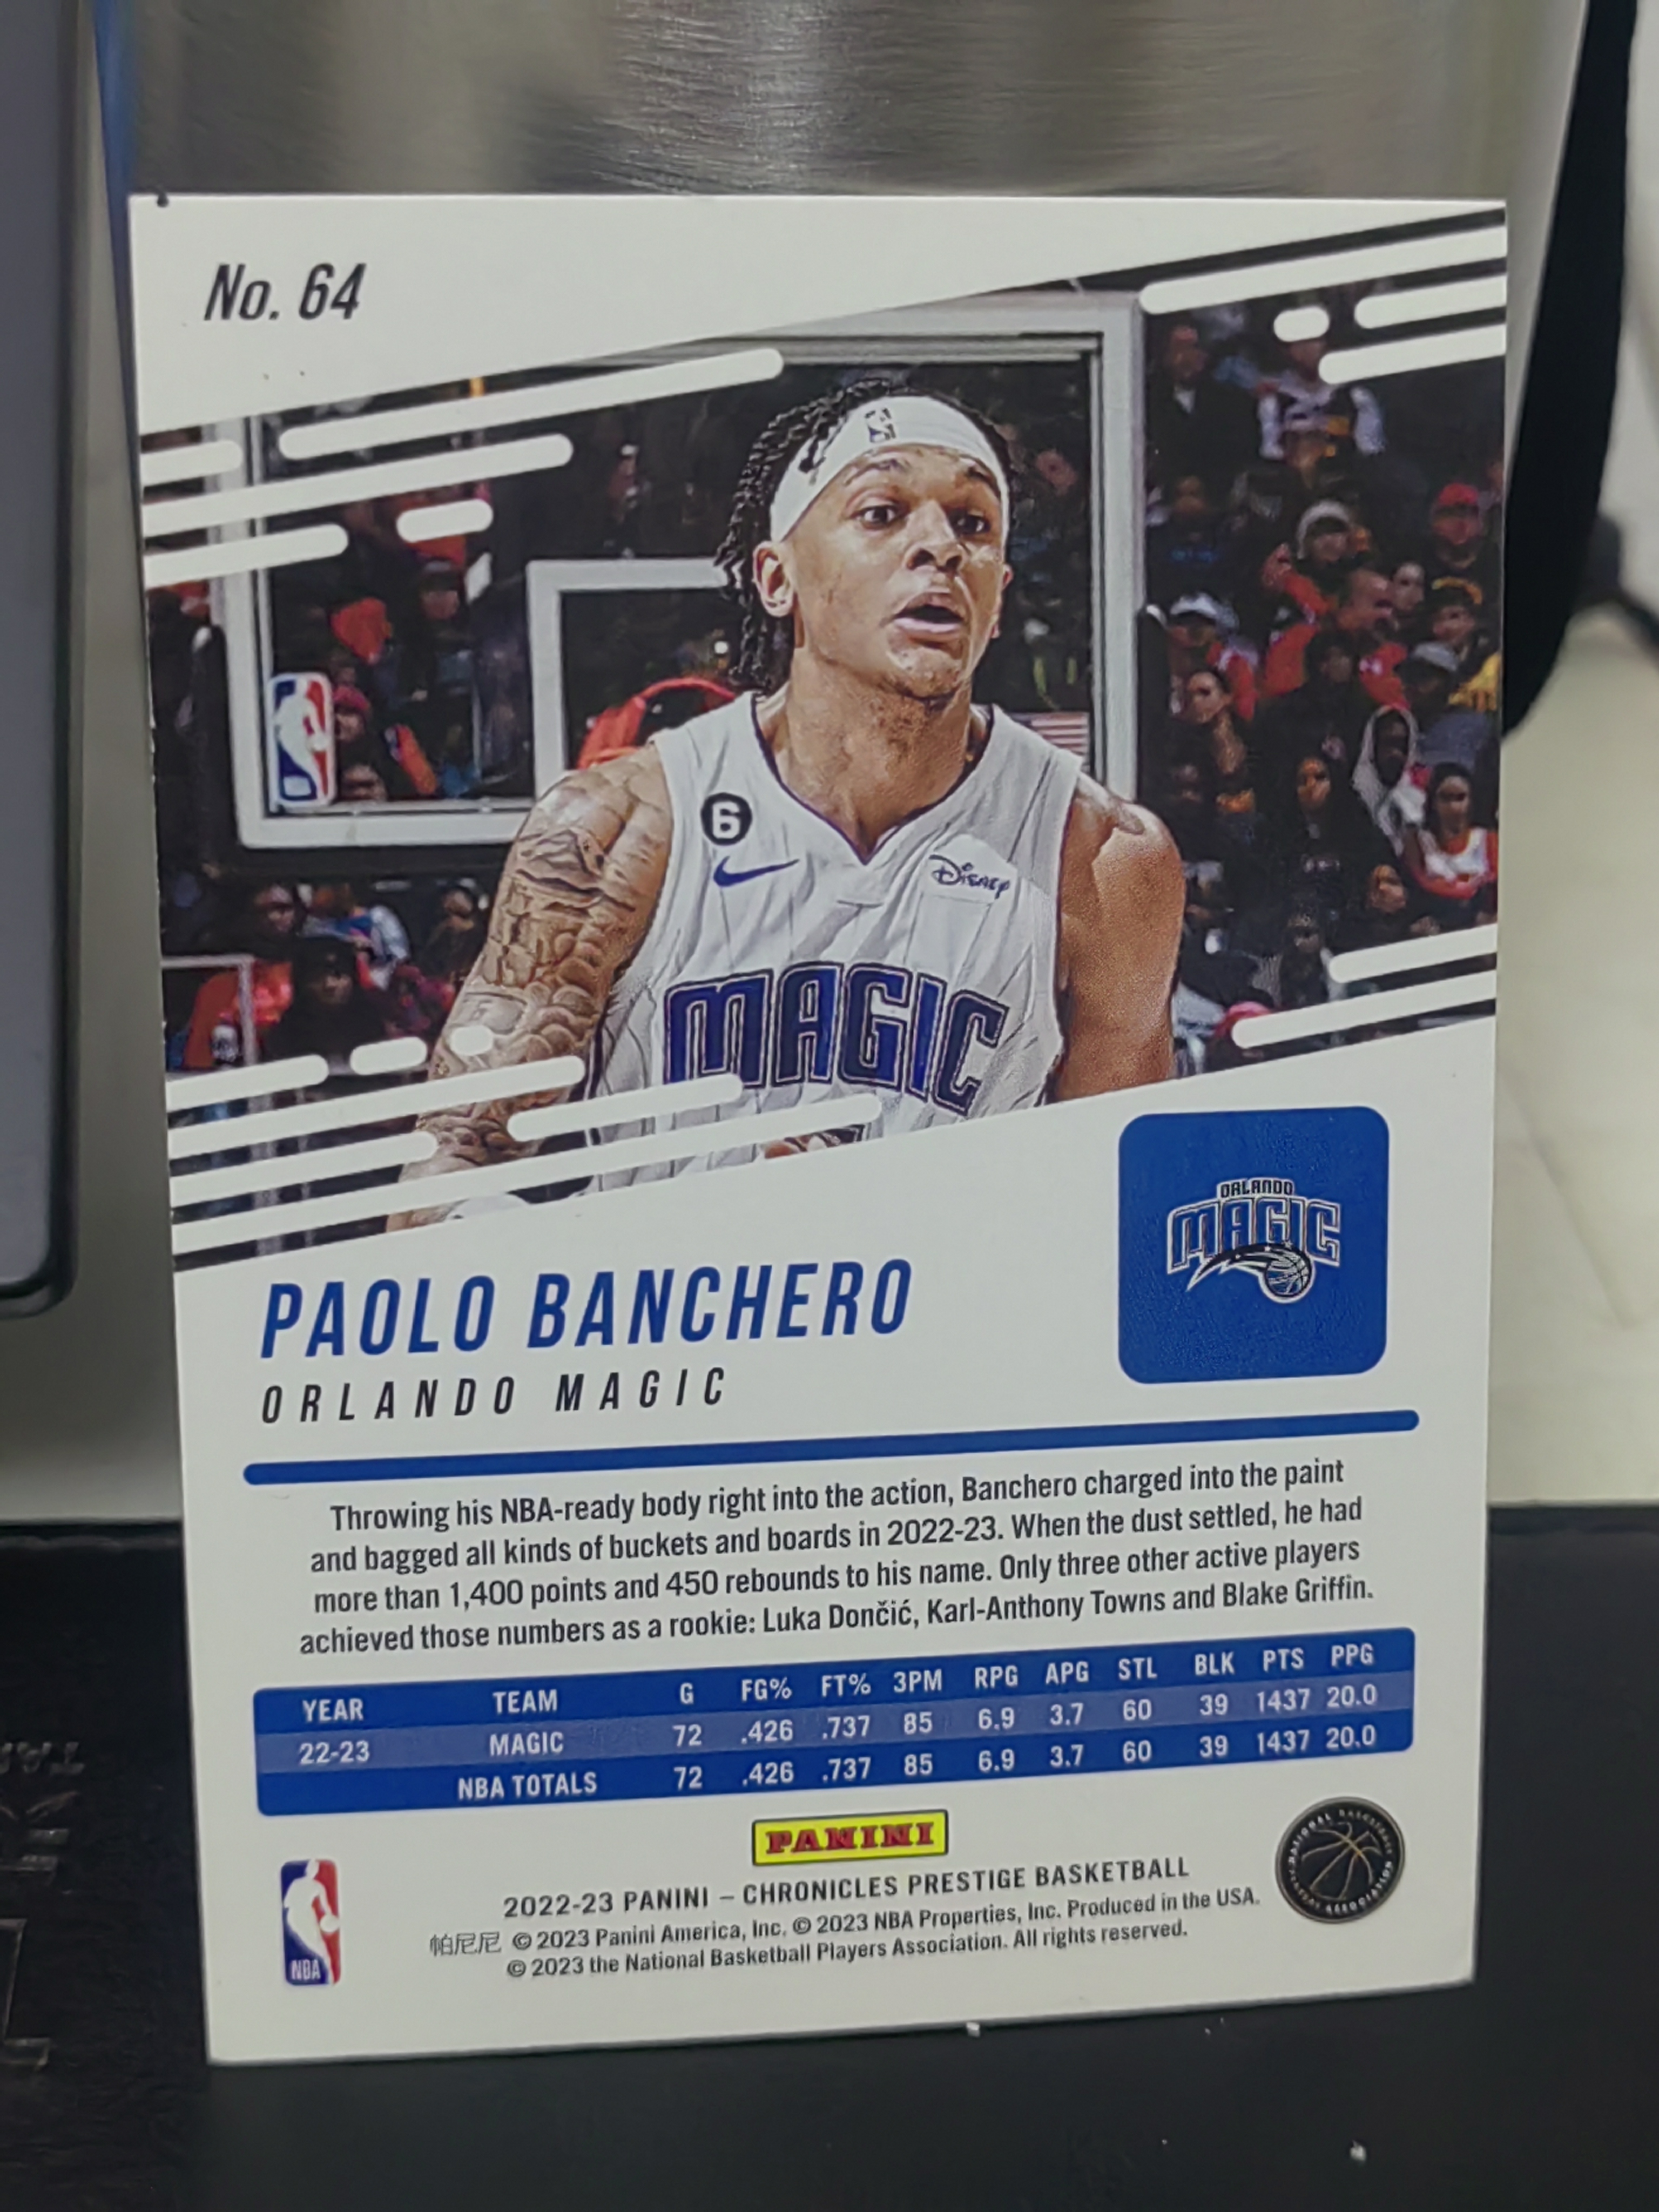 No. 64
6
Disney
MAGIC
ORLANDO
MAGIC
PAOLO BANCHERO
ORLANDO MAGIC
Throwing his NBA-ready body right into the action, Banchero charged into the paint
and bagged all kinds of buckets and boards in 2022-23. When the dust settled, he had
more than 1,400 points and 450 rebounds to his name. Only three other active players
achieved those numbers as a rookie: Luka Dončić, Karl-Anthony Towns and Blake Griffin.
YEAR TEAM G FG% FT% 3PM RPG APG STL BLK PTS PPG
22-23 MAGIC 72 .426 .737 85 6.9 3.7 60 39 1437 20.0
NBA TOTALS 72 .426 .737 85 6.9 3.7 60 39 1437 20.0
PANINI
2022-23 PANINI – CHRONICLES PRESTIGE BASKETBALL
帕尼尼 © 2023 Panini America, Inc. © 2023 NBA Properties, Inc. Produced in the USA.
© 2023 the National Basketball Players Association. All rights reserved.
NBA